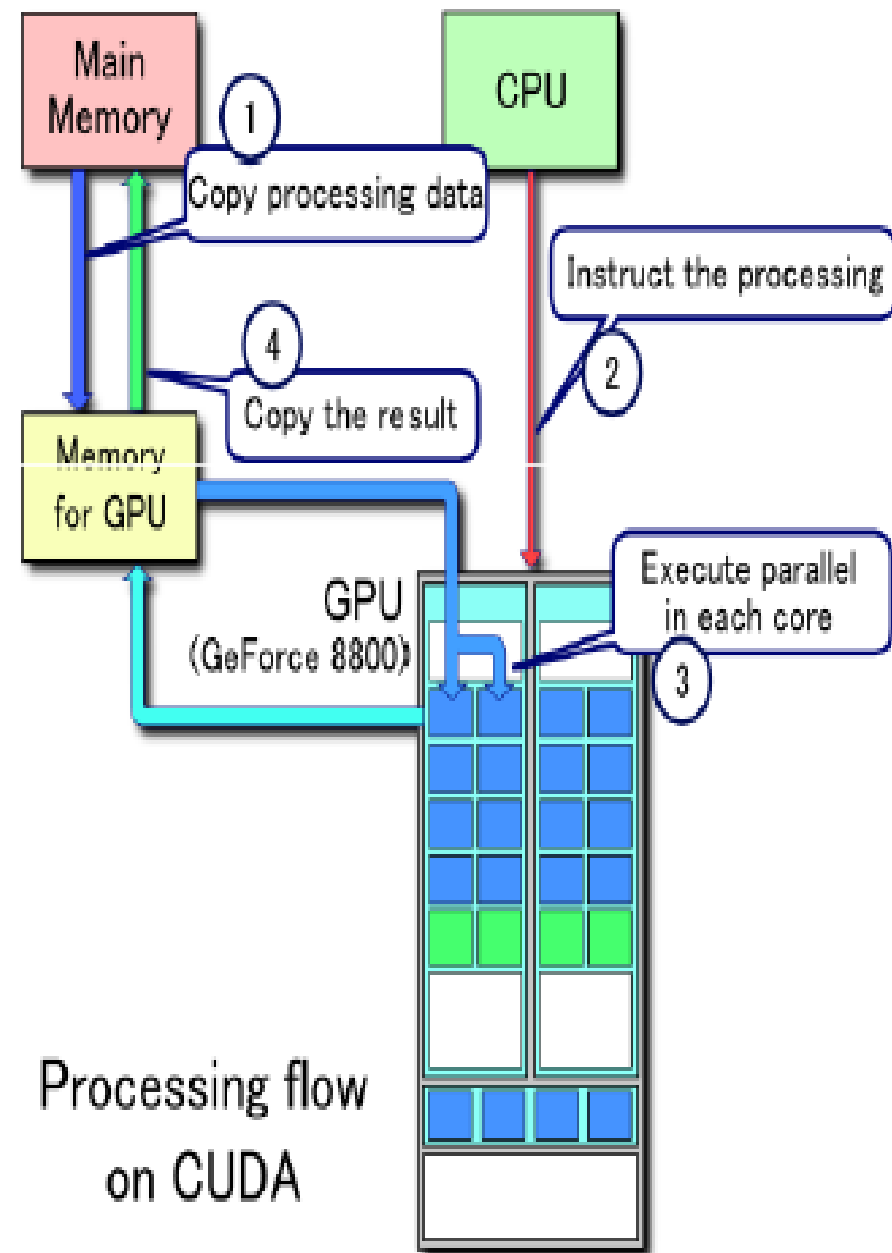 Main
Memory
CPU
1
Copy processing data
Instruct the processing
2
4
Copy the result
Memory
for GPU
GPU
(GeForce 8800)
Execute parallel
in each core
3
Processing flow
on CUDA